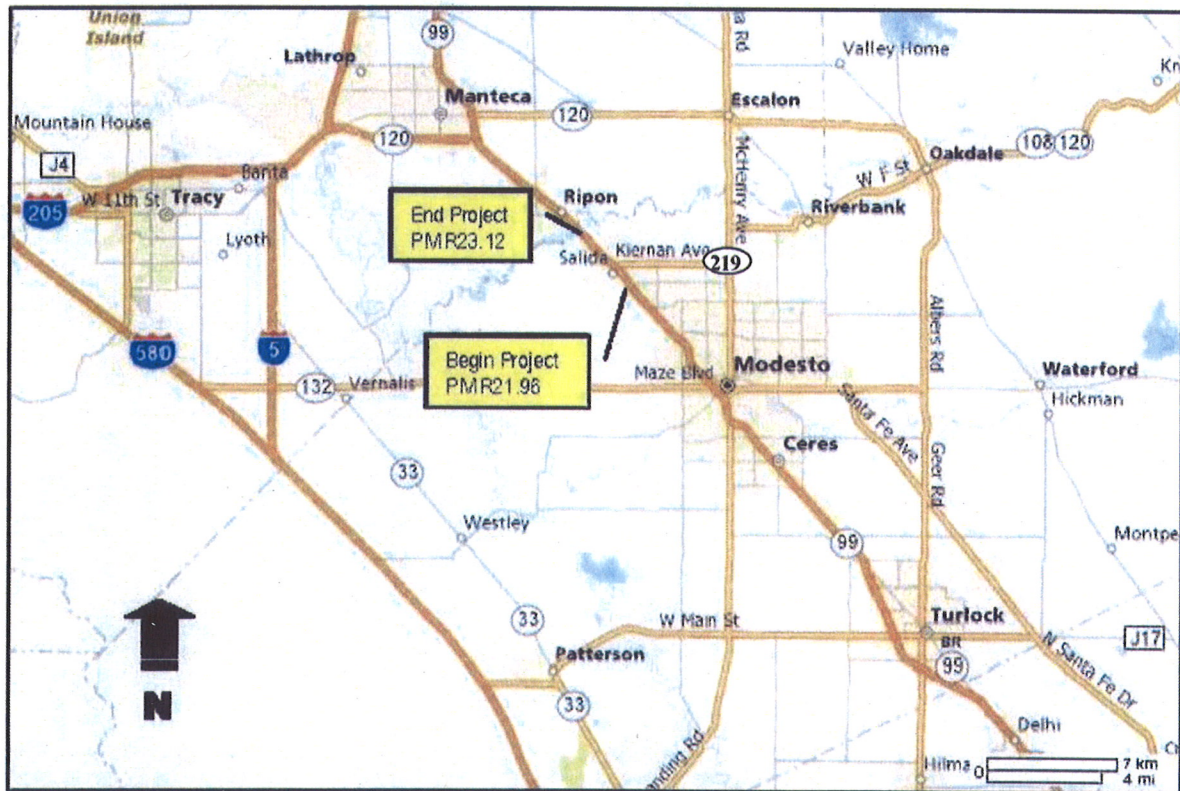 Union
Island
99
Lathrop
Manteca
Valley Home
Escalon
120
120
Mountain House
J4
Banta
W 11th St
Tracy
205
Lyoth
McHenry Ave
W F St
Oakdale
108
120
Riverbank
Ripon
End Project
PMR23.12
Salida
Kiernan Ave
219
Albers Rd
580
5
Begin Project
PMR21.96
Maze Blvd
Modesto
132
Vernalis
Waterford
Hickman
Santa Fe Ave
Geer Rd
Ceres
33
Westley
99
Montpe
33
W Main St
Turlock
BR
99
J17
N Santa Fe Dr
Patterson
33
N
anding Rd
Delhi
Hilma
0
7 km
4 mi